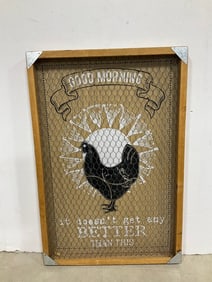 GOOD MORNING
it doesn't get any
BETTER
THAN THIS